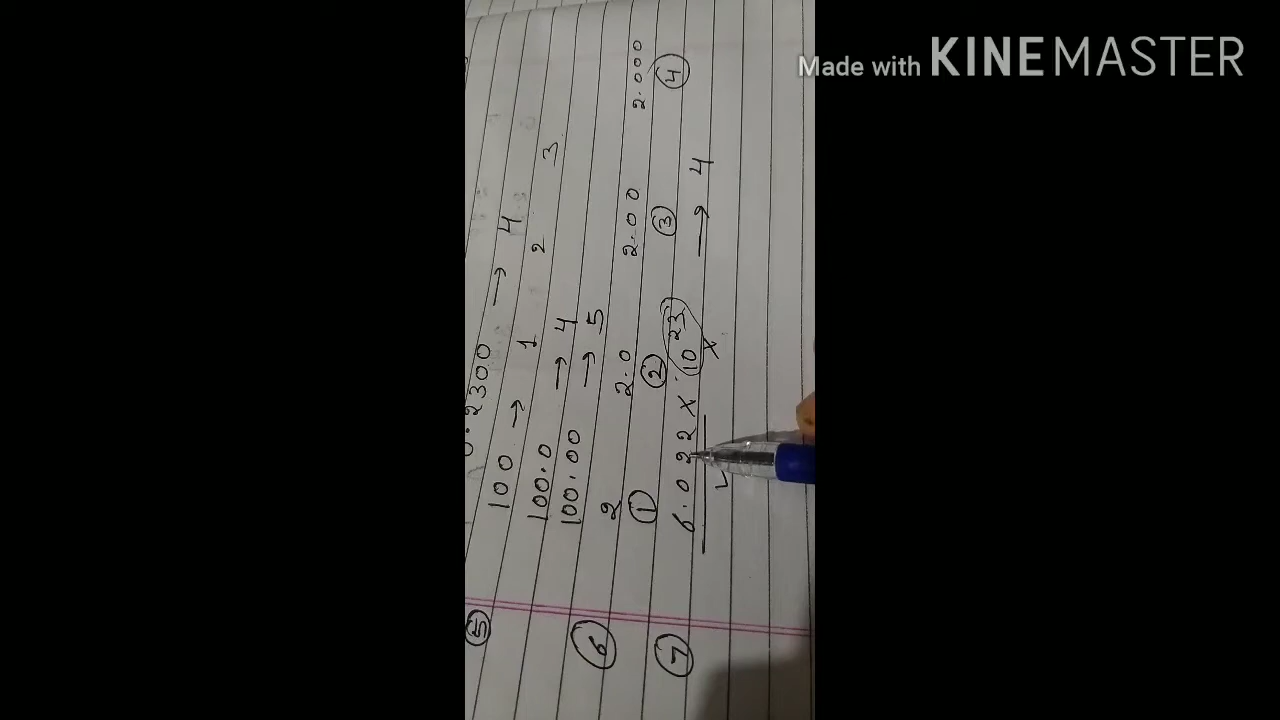 Made with KINEMASTER
0.2300 → 4
⑤ 100 → 1 2 3
100.0 → 4
100.00 → 5
⑥ 2 2.0 2.00 2.000
① ② ③ ④
⑦ 6.022 × 10²³ → 4
✓ ×